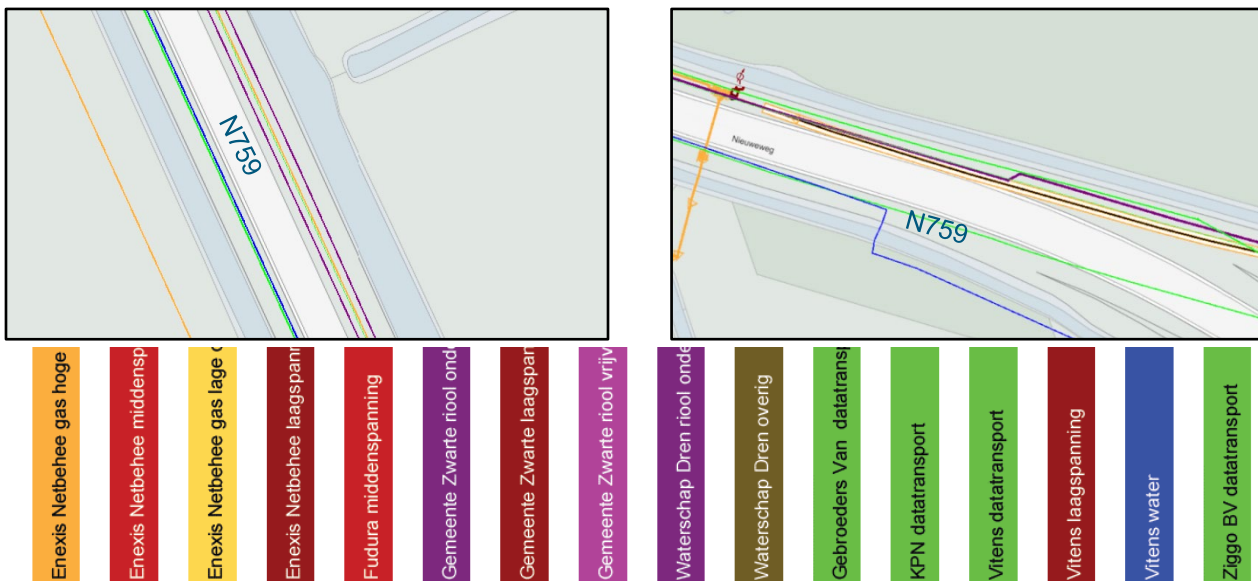 N759
Nieuweweg
N759
Enexis Netbehee gas hoge
Enexis Netbehee middensp
Enexis Netbehee gas lage
Enexis Netbehee laagspann
Fudura middenspanning
Gemeente Zwarte riool onde
Gemeente Zwarte laagspan
Gemeente Zwarte riool vrijv
Waterschap Dren riool onde
Waterschap Dren overig
Gebroeders Van datatransp
KPN datatransport
Vitens datatransport
Vitens laagspanning
Vitens water
Ziggo BV datatransport